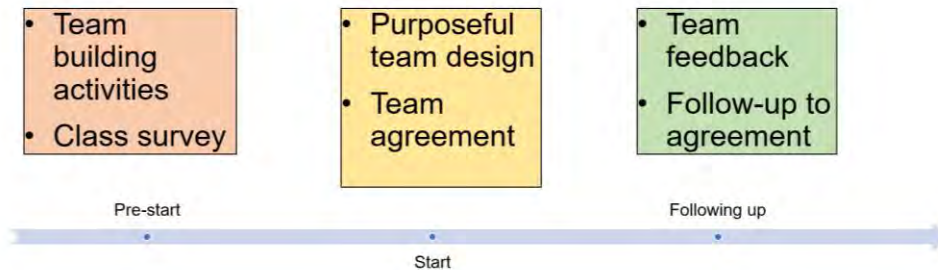 • Team
building
activities
• Class survey
• Purposeful
team design
• Team
agreement
• Team
feedback
• Follow-up to
agreement
Pre-start
Start
Following up